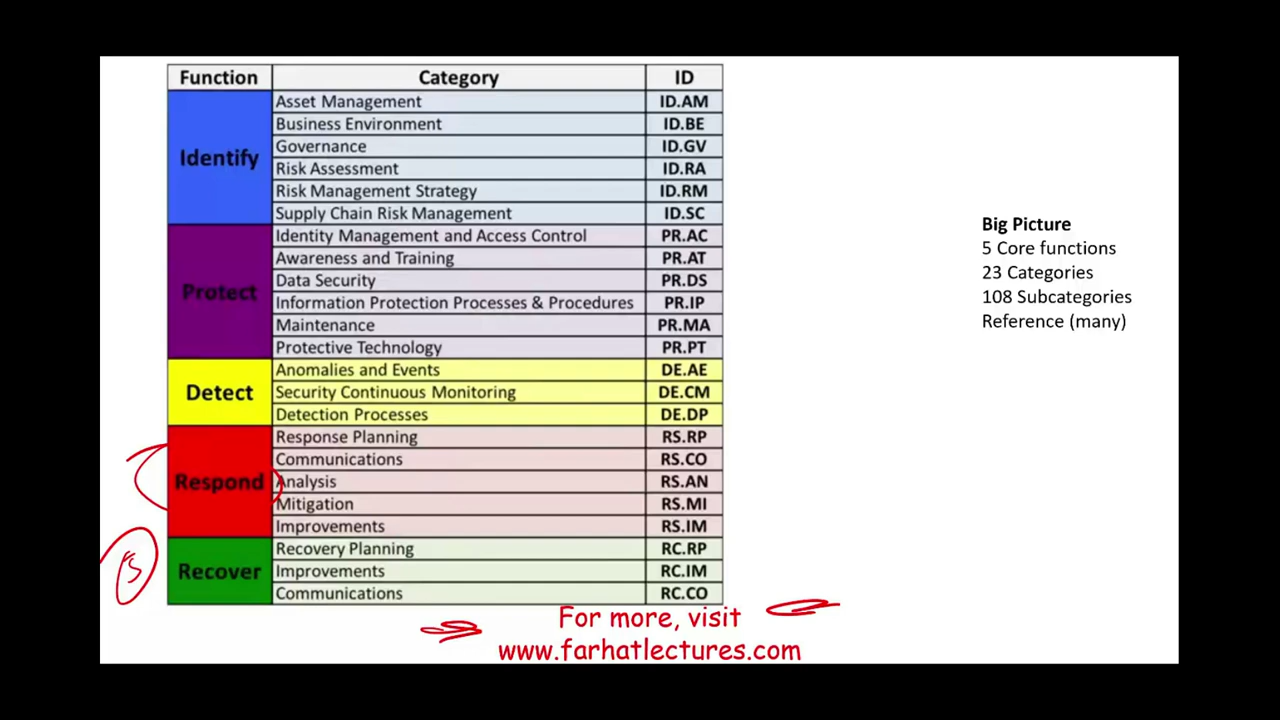 Function Category ID
Identify
Asset Management ID.AM
Business Environment ID.BE
Governance ID.GV
Risk Assessment ID.RA
Risk Management Strategy ID.RM
Supply Chain Risk Management ID.SC
Protect
Identity Management and Access Control PR.AC
Awareness and Training PR.AT
Data Security PR.DS
Information Protection Processes & Procedures PR.IP
Maintenance PR.MA
Protective Technology PR.PT
Detect
Anomalies and Events DE.AE
Security Continuous Monitoring DE.CM
Detection Processes DE.DP
Respond
Response Planning RS.RP
Communications RS.CO
Analysis RS.AN
Mitigation RS.MI
Improvements RS.IM
Recover
Recovery Planning RC.RP
Improvements RC.IM
Communications RC.CO
Big Picture
5 Core functions
23 Categories
108 Subcategories
Reference (many)
For more, visit
www.farhatlectures.com